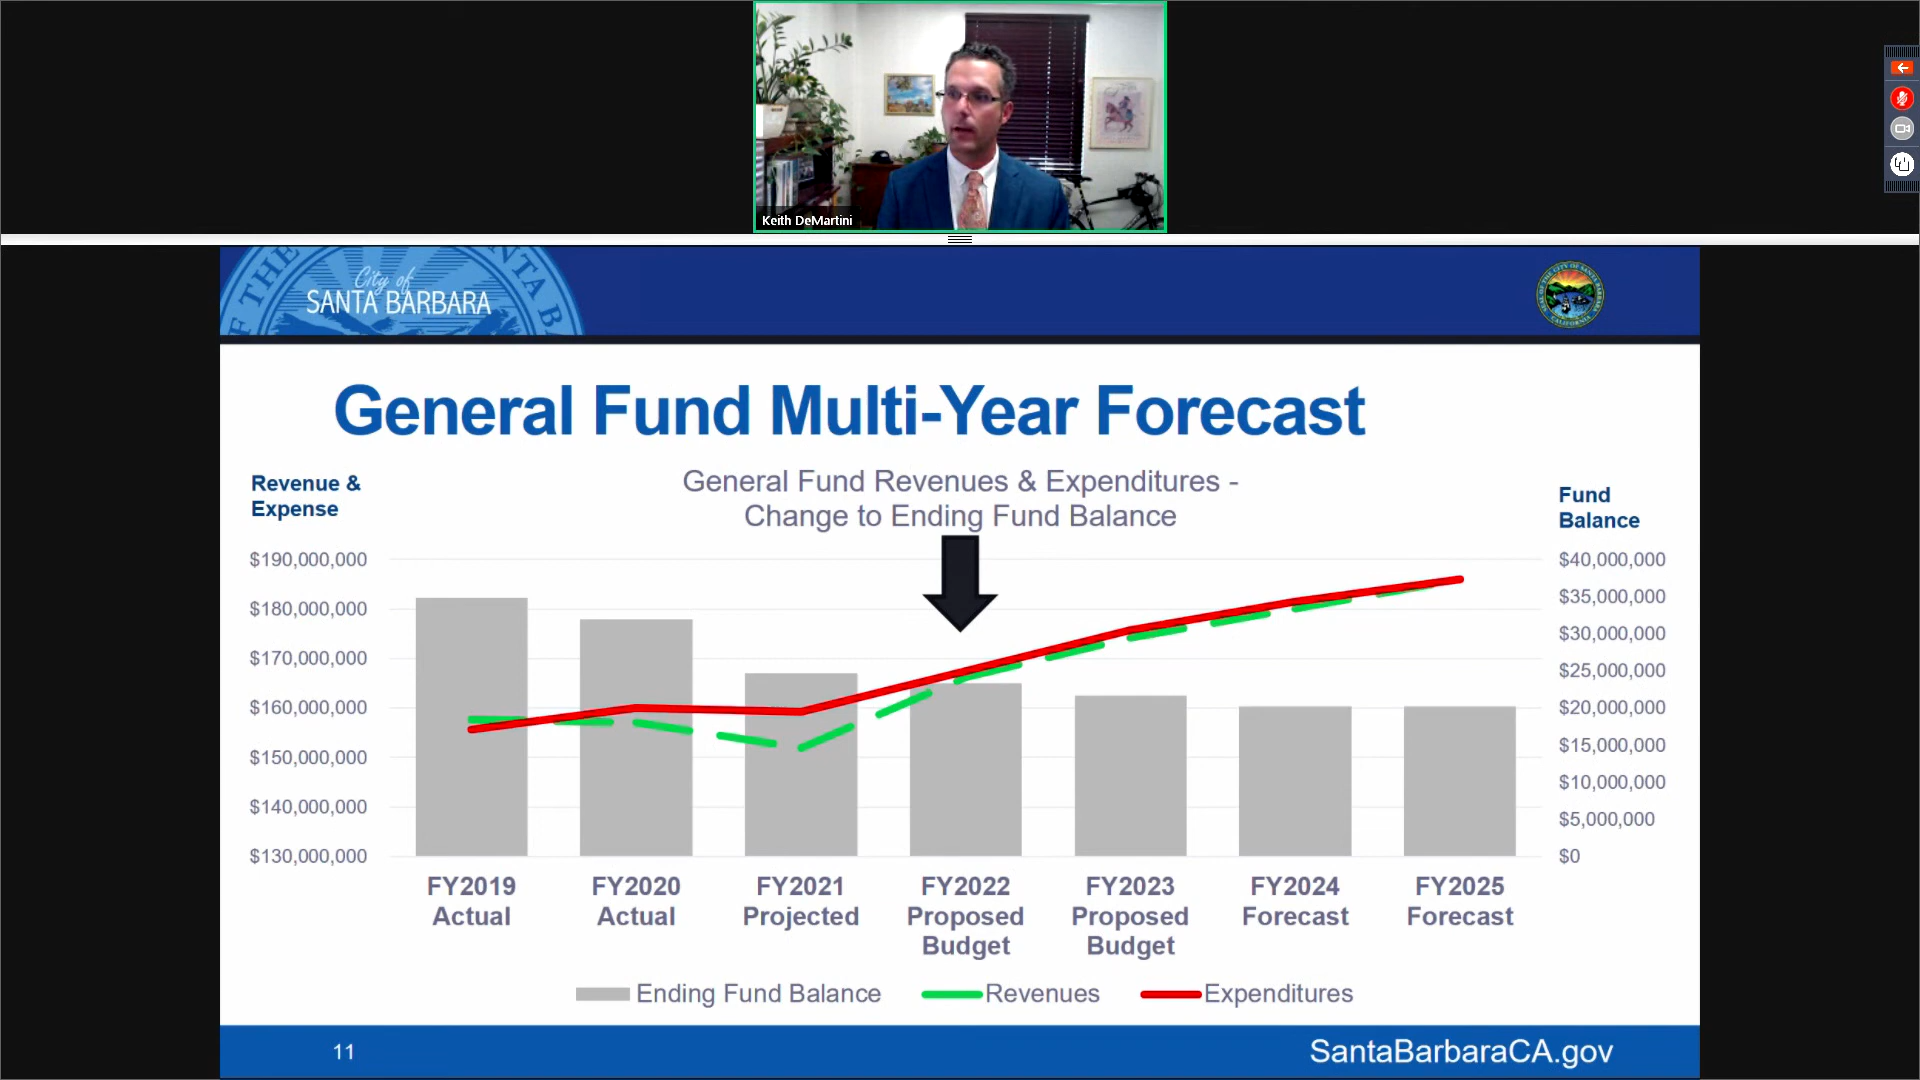 Keith DeMartini
City of
SANTA BARBARA
General Fund Multi-Year Forecast
Revenue &
Expense
General Fund Revenues & Expenditures -
Change to Ending Fund Balance
Fund
Balance
$190,000,000
$180,000,000
$170,000,000
$160,000,000
$150,000,000
$140,000,000
$130,000,000
$40,000,000
$35,000,000
$30,000,000
$25,000,000
$20,000,000
$15,000,000
$10,000,000
$5,000,000
$0
FY2019
Actual
FY2020
Actual
FY2021
Projected
FY2022
Proposed
Budget
FY2023
Proposed
Budget
FY2024
Forecast
FY2025
Forecast
Ending Fund Balance
Revenues
Expenditures
11
SantaBarbaraCA.gov